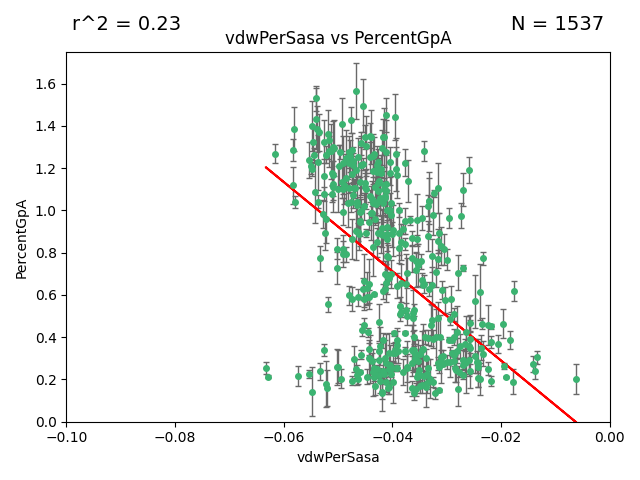 r^2 = 0.23
N = 1537
vdwPerSasa vs PercentGpA
PercentGpA
1.6
1.4
1.2
1.0
0.8
0.6
0.4
0.2
0.0
−0.10 −0.08 −0.06 −0.04 −0.02 0.00
vdwPerSasa